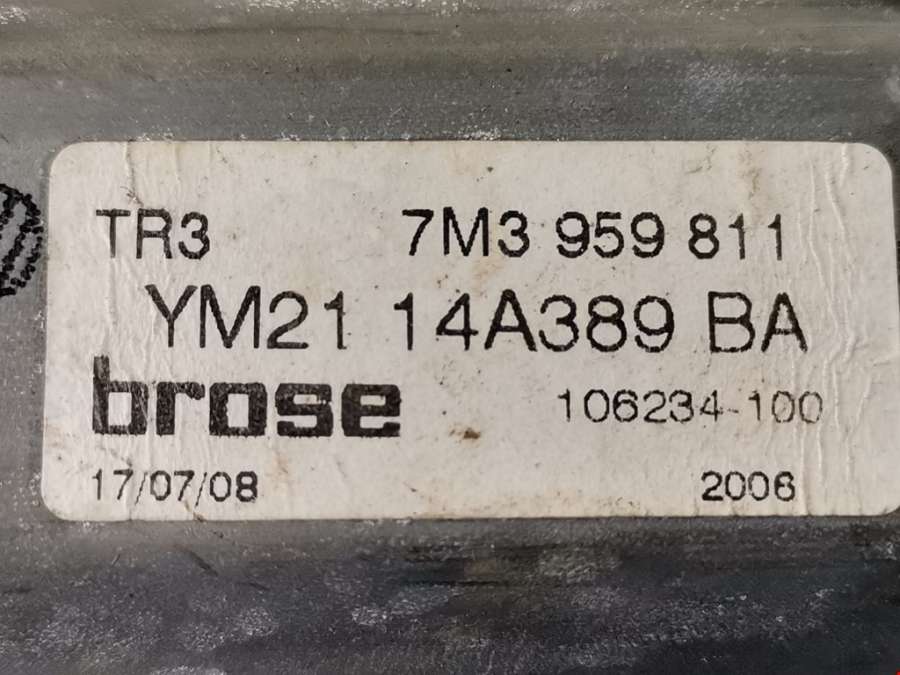 TR3 7M3 959 811
YM21 14A389 BA
brose 106234-100
17/07/08 2006